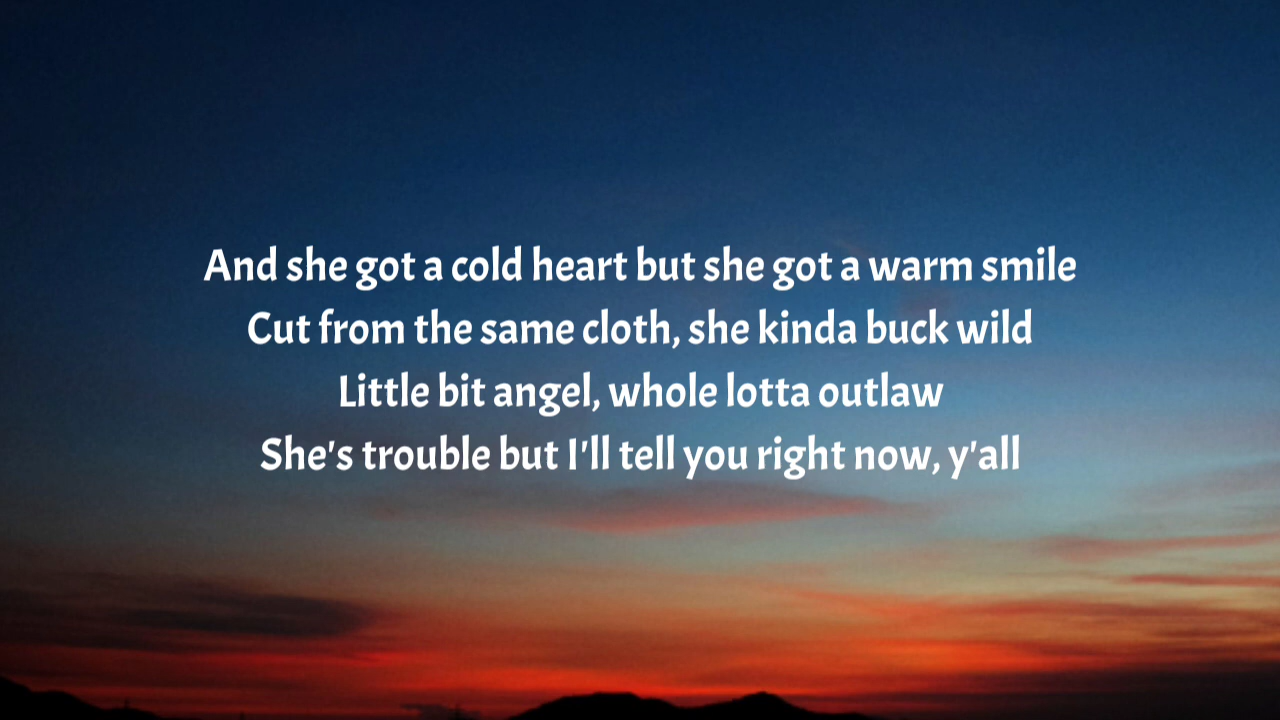 And she got a cold heart but she got a warm smile
Cut from the same cloth, she kinda buck wild
Little bit angel, whole lotta outlaw
She's trouble but I'll tell you right now, y'all